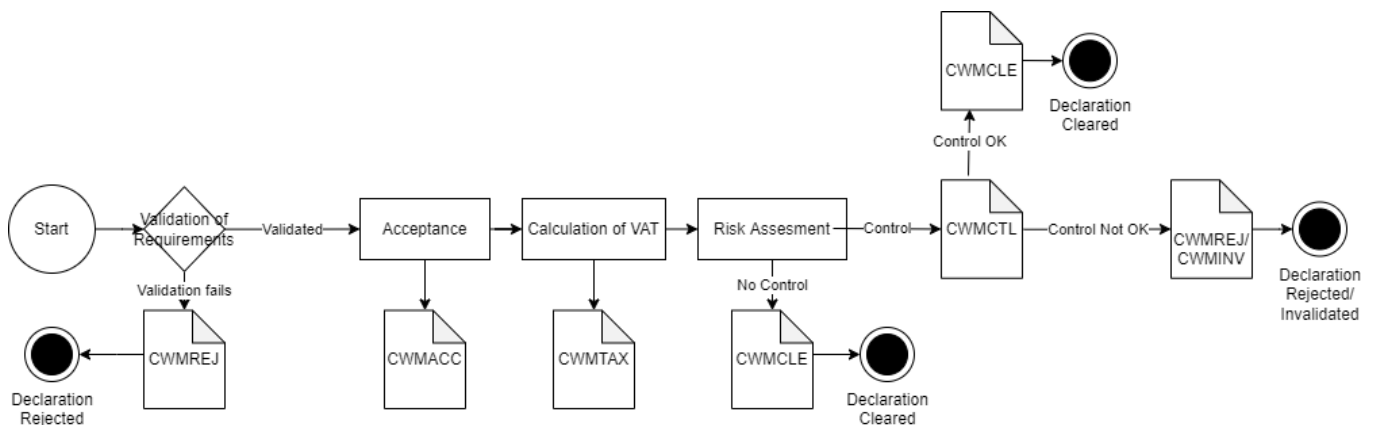 CWMCLE
Declaration
Cleared
Control OK
Start
Validation of
Requirements
Validated
Acceptance
Calculation of VAT
Risk Assesment
Control
CWMCTL
Control Not OK
CWMREJ/
CWMINV
Declaration
Rejected/
Invalidated
Validation fails
No Control
CWMREJ
Declaration
Rejected
CWMACC
CWMTAX
CWMCLE
Declaration
Cleared